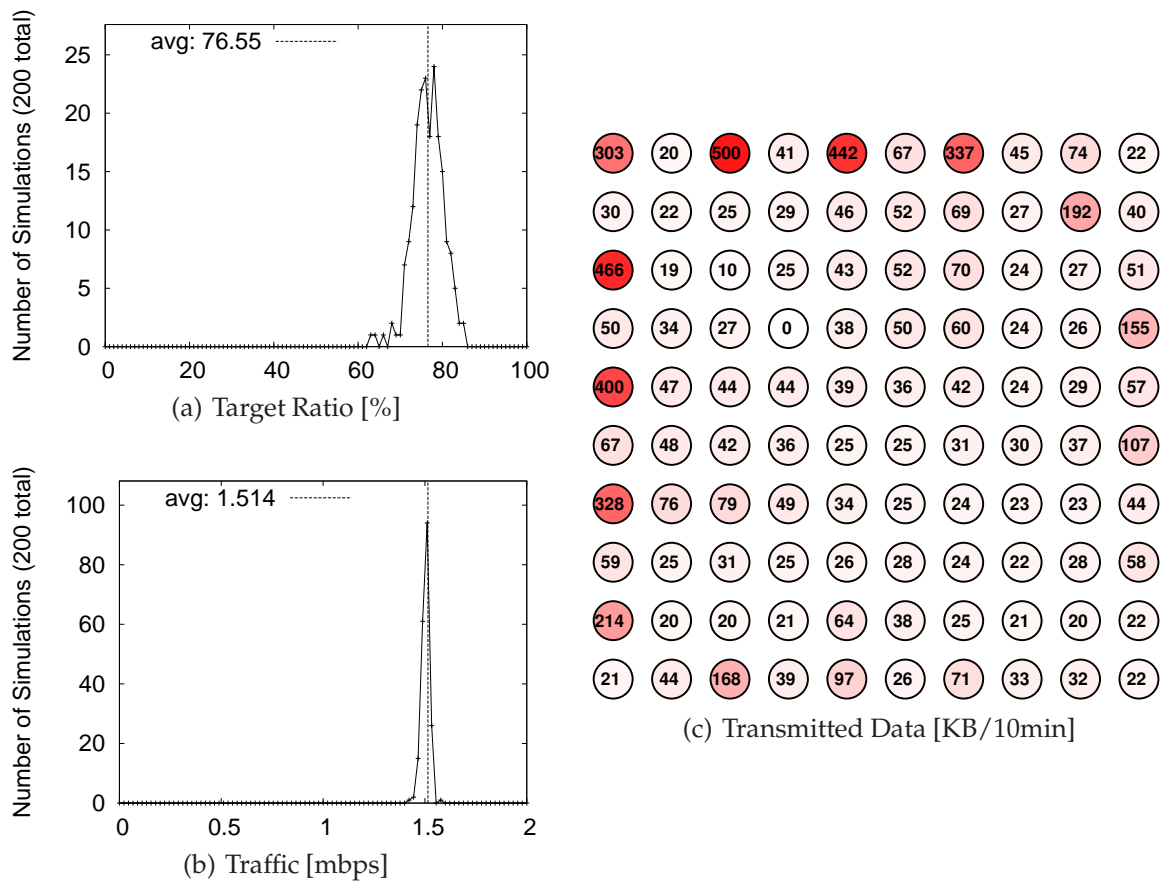 avg: 76.55
Number of Simulations (200 total)
25
20
15
10
5
0
0 20 40 60 80 100
(a) Target Ratio [%]
avg: 1.514
Number of Simulations (200 total)
100
80
60
40
20
0
0 0.5 1 1.5 2
(b) Traffic [mbps]
303 20 500 41 442 67 337 45 74 22
30 22 25 29 46 52 69 27 192 40
466 19 10 25 43 52 70 24 27 51
50 34 27 0 38 50 60 24 26 155
400 47 44 44 39 36 42 24 29 57
67 48 42 36 25 25 31 30 37 107
328 76 79 49 34 25 24 23 23 44
59 25 31 25 26 28 24 22 28 58
214 20 20 21 64 38 25 21 20 22
21 44 168 39 97 26 71 33 32 22
(c) Transmitted Data [KB/10min]